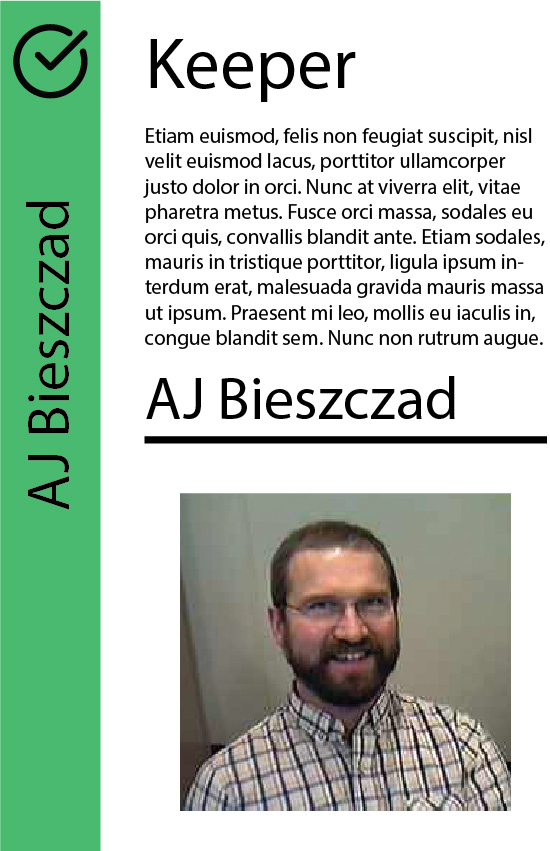 AJ Bieszczad
Keeper
Etiam euismod, felis non feugiat suscipit, nisl
velit euismod lacus, porttitor ullamcorper
justo dolor in orci. Nunc at viverra elit, vitae
pharetra metus. Fusce orci massa, sodales eu
orci quis, convallis blandit ante. Etiam sodales,
mauris in tristique porttitor, ligula ipsum in-
terdum erat, malesuada gravida mauris massa
ut ipsum. Praesent mi leo, mollis eu iaculis in,
congue blandit sem. Nunc non rutrum augue.
AJ Bieszczad